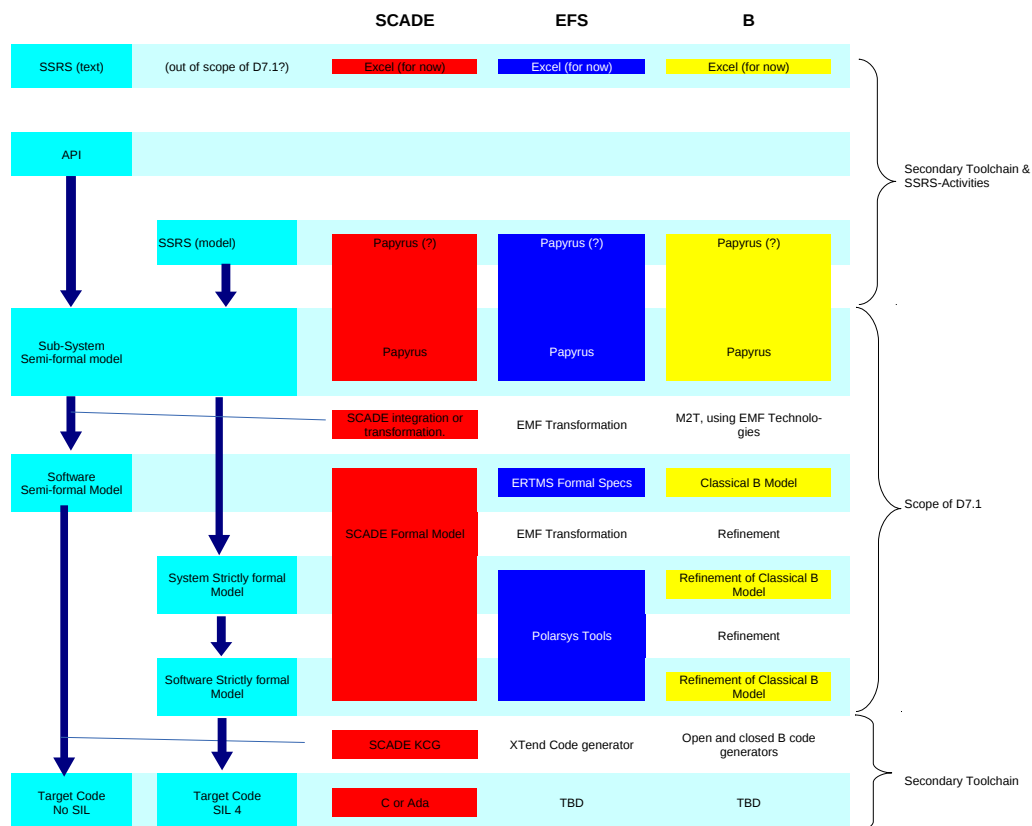 SCADE EFS B
SSRS (text) (out of scope of D7.1?) Excel (for now) Excel (for now) Excel (for now)
API
Secondary Toolchain &
SSRS-Activities
SSRS (model) Papyrus (?) Papyrus (?) Papyrus (?)
Sub-System
Semi-formal model
Papyrus Papyrus Papyrus
SCADE integration or
transformation.
EMF Transformation
M2T, using EMF Technolo-
gies
Software
Semi-formal Model
ERTMS Formal Specs
Classical B Model
Scope of D7.1
SCADE Formal Model EMF Transformation Refinement
System Strictly formal
Model
Refinement of Classical B
Model
Polarsys Tools Refinement
Software Strictly formal
Model
Refinement of Classical B
Model
SCADE KCG XTend Code generator
Open and closed B code
generators
Secondary Toolchain
Target Code
No SIL
Target Code
SIL 4
C or Ada TBD TBD